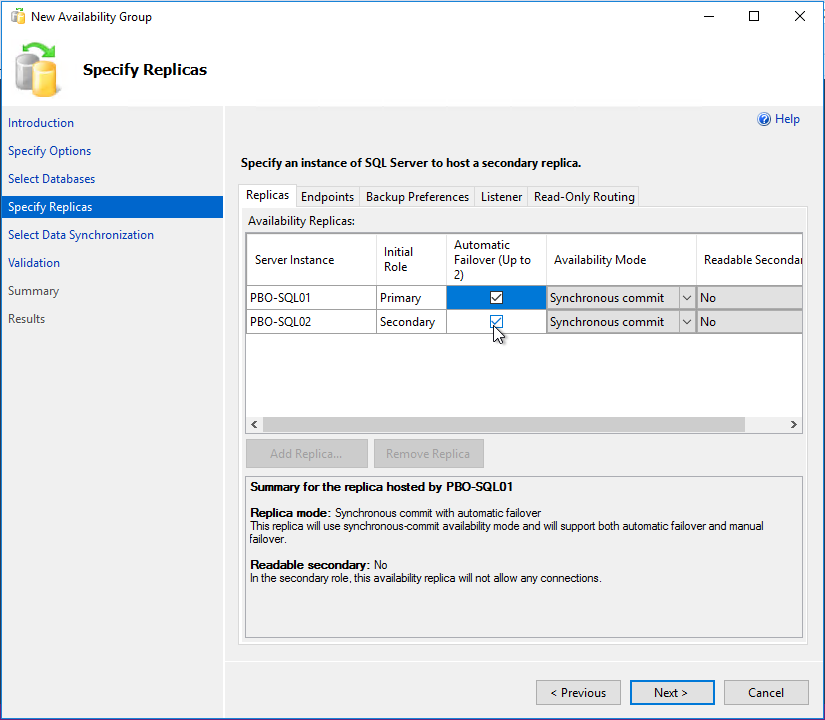 New Availability Group
Specify Replicas
Introduction
Specify Options
Select Databases
Specify Replicas
Select Data Synchronization
Validation
Summary
Results
Help
Specify an instance of SQL Server to host a secondary replica.
Replicas Endpoints Backup Preferences Listener Read-Only Routing
Availability Replicas:
Server Instance
Initial
Role
Automatic
Failover (Up to
2)
Availability Mode
Readable Secondar
PBO-SQL01 Primary Synchronous commit No
PBO-SQL02 Secondary Synchronous commit No
Add Replica... Remove Replica
Summary for the replica hosted by PBO-SQL01
Replica mode: Synchronous commit with automatic failover
This replica will use synchronous-commit availability mode and will support both automatic failover and manual
failover.
Readable secondary: No
In the secondary role, this availability replica will not allow any connections.
< Previous Next > Cancel